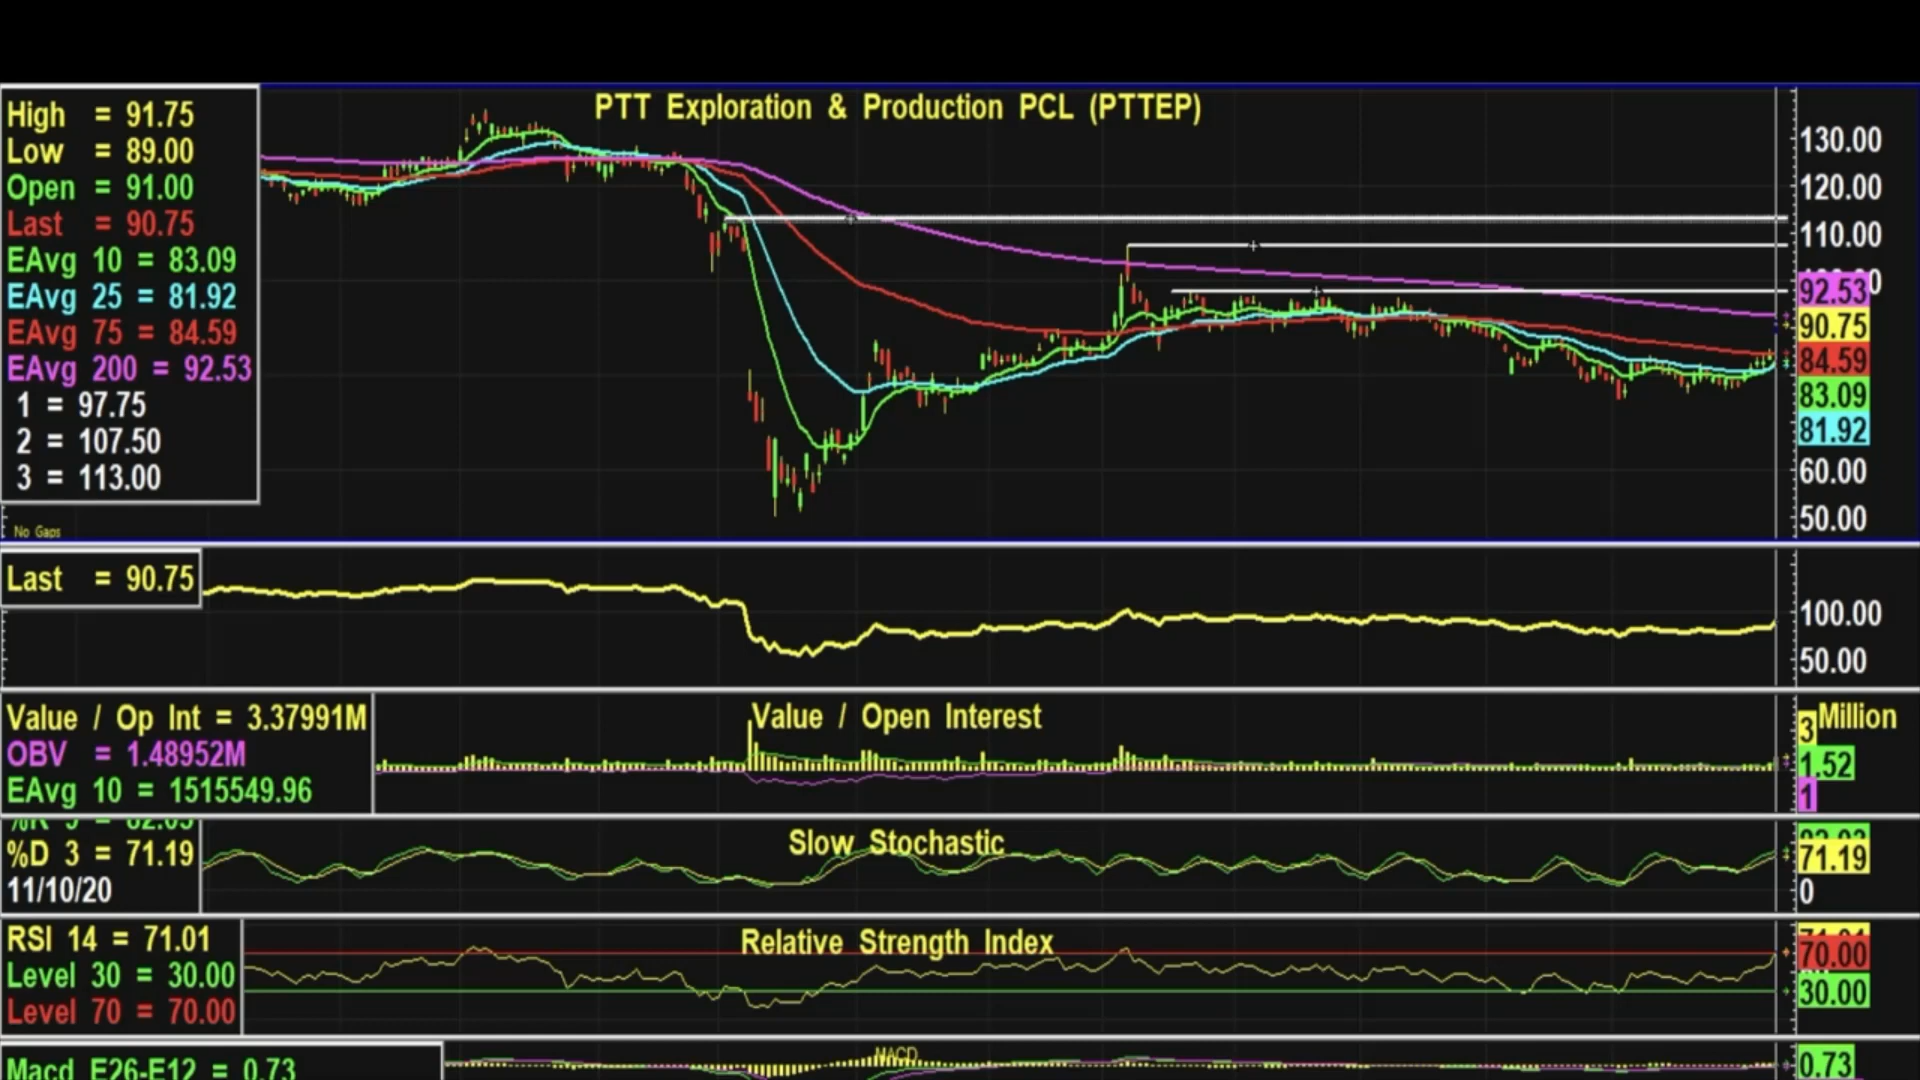 PTT Exploration & Production PCL (PTTEP)
High = 91.75
Low = 89.00
Open = 91.00
Last = 90.75
EAvg 10 = 83.09
EAvg 25 = 81.92
EAvg 75 = 84.59
EAvg 200 = 92.53
1 = 97.75
2 = 107.50
3 = 113.00
No Gaps
130.00
120.00
110.00
92.53
90.75
84.59
83.09
81.92
60.00
50.00
Last = 90.75
100.00
50.00
Value / Op Int = 3.37991M
OBV = 1.48952M
EAvg 10 = 1515549.96
Value / Open Interest
3 Million
1.52
1
%D 3 = 71.19
11/10/20
Slow Stochastic
71.19
0
RSI 14 = 71.01
Level 30 = 30.00
Level 70 = 70.00
Relative Strength Index
70.00
30.00
Macd E26-E12 = 0.73
MACD
0.73